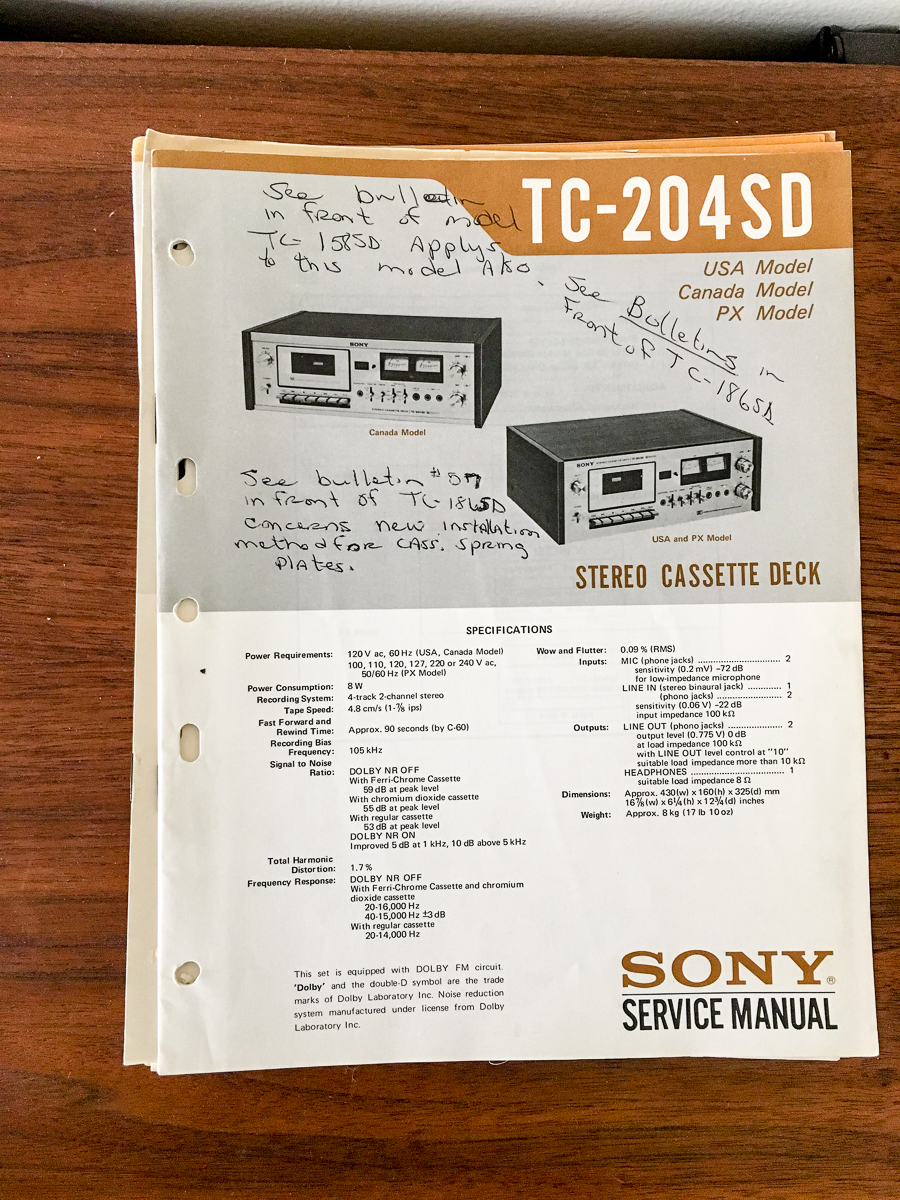 See bulletin
in front of model
TC-158SD Applys
to this model Also.
TC-204SD
USA Model
Canada Model
PX Model
See Bulletins in
Front of TC-186SD
SONY
Canada Model
SONY
USA and PX Model
See bulletin #57
in front of TC-186SD
concerns new installation
method for CASS. Spring
Plates.
STEREO CASSETTE DECK
SPECIFICATIONS
Power Requirements: 120 V ac, 60 Hz (USA, Canada Model)
100, 110, 120, 127, 220 or 240 V ac,
50/60 Hz (PX Model)
Power Consumption: 8 W
Recording System: 4-track 2-channel stereo
Tape Speed: 4.8 cm/s (1-⅞ ips)
Fast Forward and
Rewind Time: Approx. 90 seconds (by C-60)
Recording Bias
Frequency: 105 kHz
Signal to Noise
Ratio: DOLBY NR OFF
With Ferri-Chrome Cassette
59 dB at peak level
With chromium dioxide cassette
55 dB at peak level
With regular cassette
53 dB at peak level
DOLBY NR ON
Improved 5 dB at 1 kHz, 10 dB above 5 kHz
Total Harmonic
Distortion: 1.7 %
Frequency Response: DOLBY NR OFF
With Ferri-Chrome Cassette and chromium
dioxide cassette
20-16,000 Hz
40-15,000 Hz ±3 dB
With regular cassette
20-14,000 Hz
Wow and Flutter: 0.09 % (RMS)
Inputs: MIC (phone jacks) .............................. 2
sensitivity (0.2 mV) -72 dB
for low-impedance microphone
LINE IN (stereo binaural jack) ............ 1
(phono jacks) ........................ 2
sensitivity (0.06 V) -22 dB
input impedance 100 kΩ
Outputs: LINE OUT (phono jacks) .................... 2
output level (0.775 V) 0 dB
at load impedance 100 kΩ
with LINE OUT level control at "10"
suitable load impedance more than 10 kΩ
HEADPHONES .................................. 1
suitable load impedance 8 Ω
Dimensions: Approx. 430(w) x 160(h) x 325(d) mm
16⅞(w) x 6¼(h) x 12¾(d) inches
Weight: Approx. 8 kg (17 lb 10 oz)
This set is equipped with DOLBY FM circuit.
'Dolby' and the double-D symbol are the trade
marks of Dolby Laboratory Inc. Noise reduction
system manufactured under license from Dolby
Laboratory Inc.
SONY®
SERVICE MANUAL